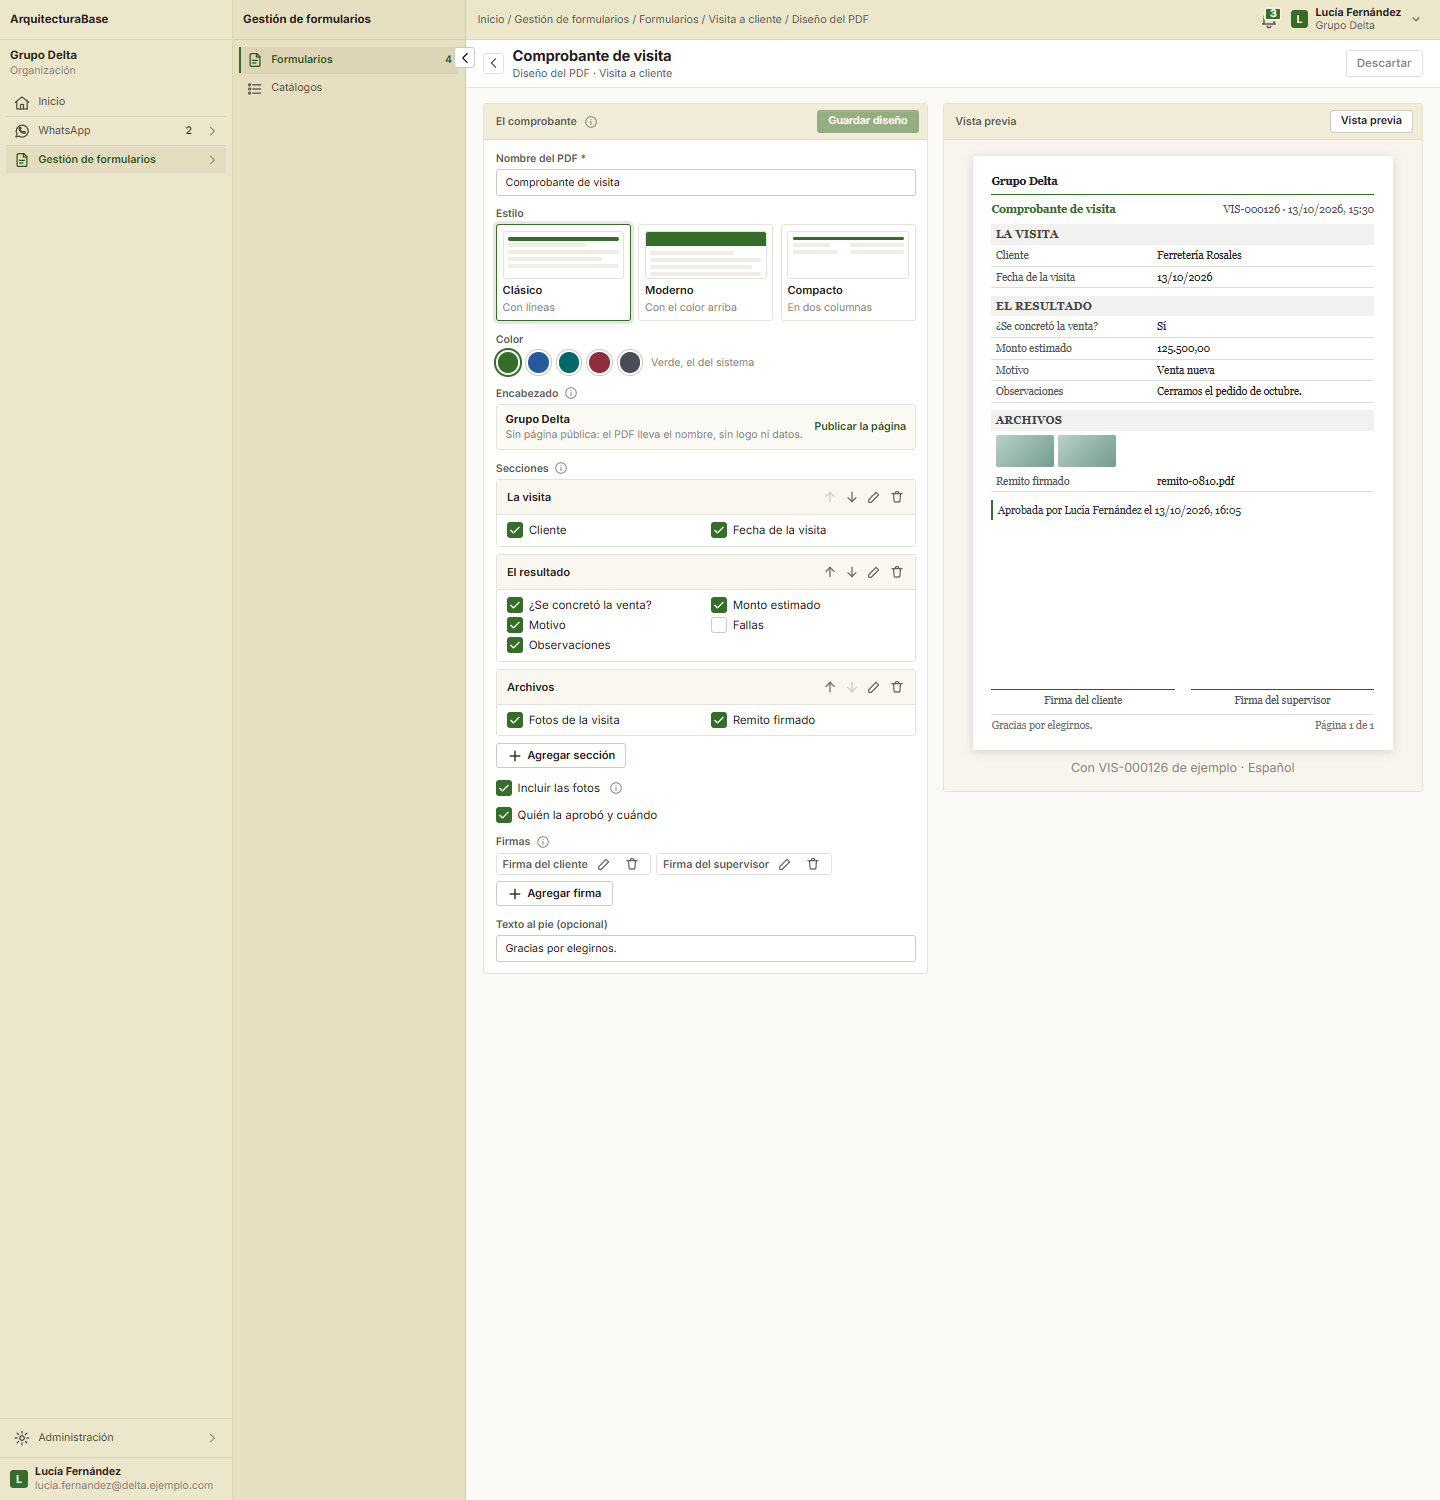 ArquitecturaBase
Grupo Delta
Organización
Inicio
WhatsApp 2
Gestión de formularios
Administración
L Lucía Fernández
lucia.fernandez@delta.ejemplo.com
Gestión de formularios
Formularios 4
Catálogos
Inicio / Gestión de formularios / Formularios / Visita a cliente / Diseño del PDF
3
L Lucía Fernández
Grupo Delta
Comprobante de visita
Diseño del PDF · Visita a cliente
Descartar
El comprobante
Guardar diseño
Nombre del PDF *
Comprobante de visita
Estilo
Clásico
Con líneas
Moderno
Con el color arriba
Compacto
En dos columnas
Color
Verde, el del sistema
Encabezado
Grupo Delta
Sin página pública: el PDF lleva el nombre, sin logo ni datos.
Publicar la página
Secciones
La visita
Cliente
Fecha de la visita
El resultado
¿Se concretó la venta?
Monto estimado
Motivo
Fallas
Observaciones
Archivos
Fotos de la visita
Remito firmado
Agregar sección
Incluir las fotos
Quién la aprobó y cuándo
Firmas
Firma del cliente
Firma del supervisor
Agregar firma
Texto al pie (opcional)
Gracias por elegirnos.
Vista previa
Vista previa
Grupo Delta
Comprobante de visita VIS-000126 · 13/10/2026, 15:30
LA VISITA
Cliente Ferretería Rosales
Fecha de la visita 13/10/2026
EL RESULTADO
¿Se concretó la venta? Sí
Monto estimado 125.500,00
Motivo Venta nueva
Observaciones Cerramos el pedido de octubre.
ARCHIVOS
Remito firmado remito-0810.pdf
Aprobada por Lucía Fernández el 13/10/2026, 16:05
Firma del cliente Firma del supervisor
Gracias por elegirnos. Página 1 de 1
Con VIS-000126 de ejemplo · Español